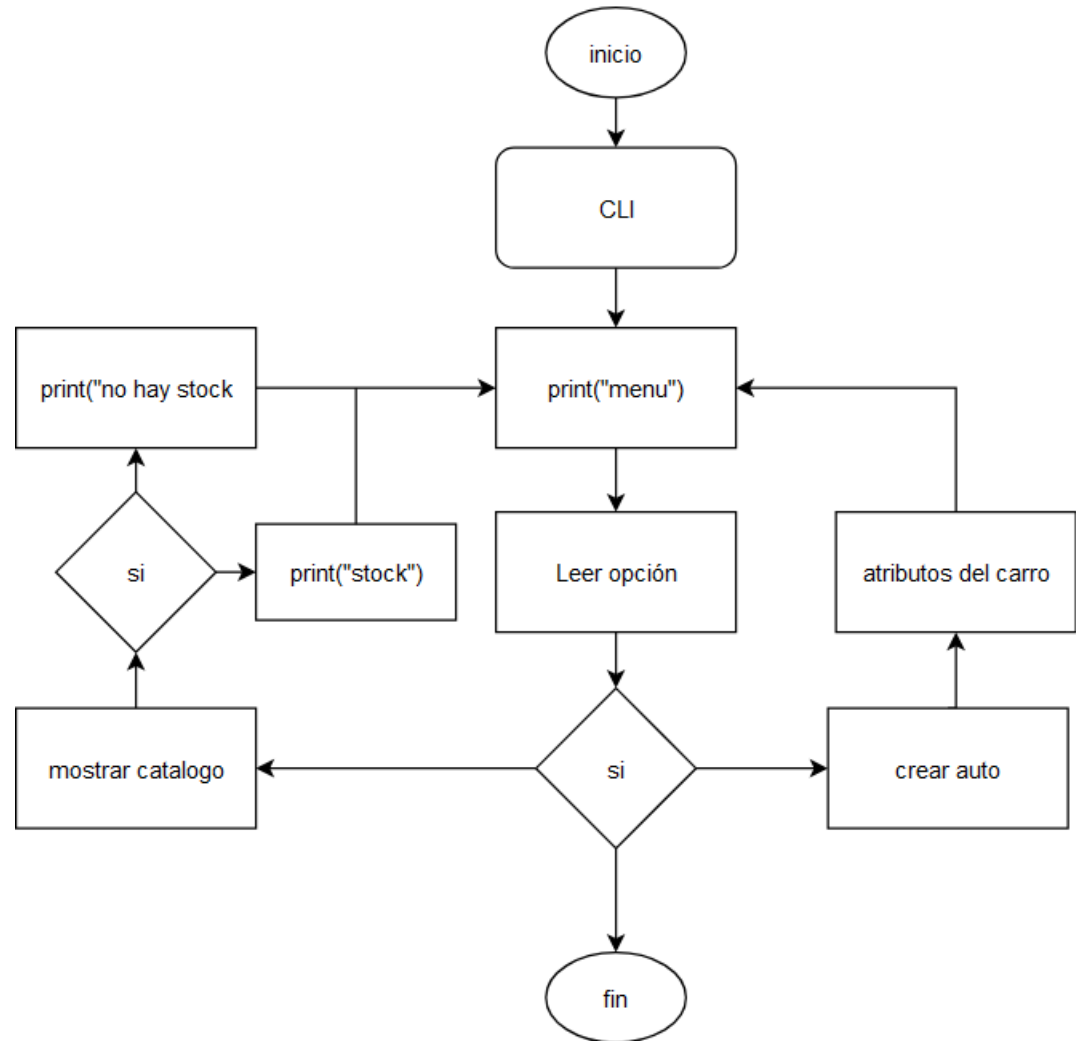 inicio
CLI
print("no hay stock
print("menu")
si
print("stock")
Leer opción
atributos del carro
mostrar catalogo
si
crear auto
fin